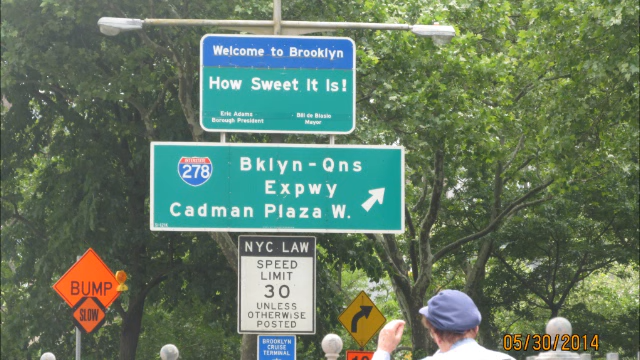 Welcome to Brooklyn
How Sweet It Is!
Eric Adams
Borough President
Bill de Blasio
Mayor
INTERSTATE
278
Bklyn-Qns
Expwy
Cadman Plaza W.
NYC LAW
SPEED
LIMIT
30
UNLESS
OTHERWISE
POSTED
BUMP
SLOW
BROOKLYN
CRUISE
TERMINAL
05/30/2014